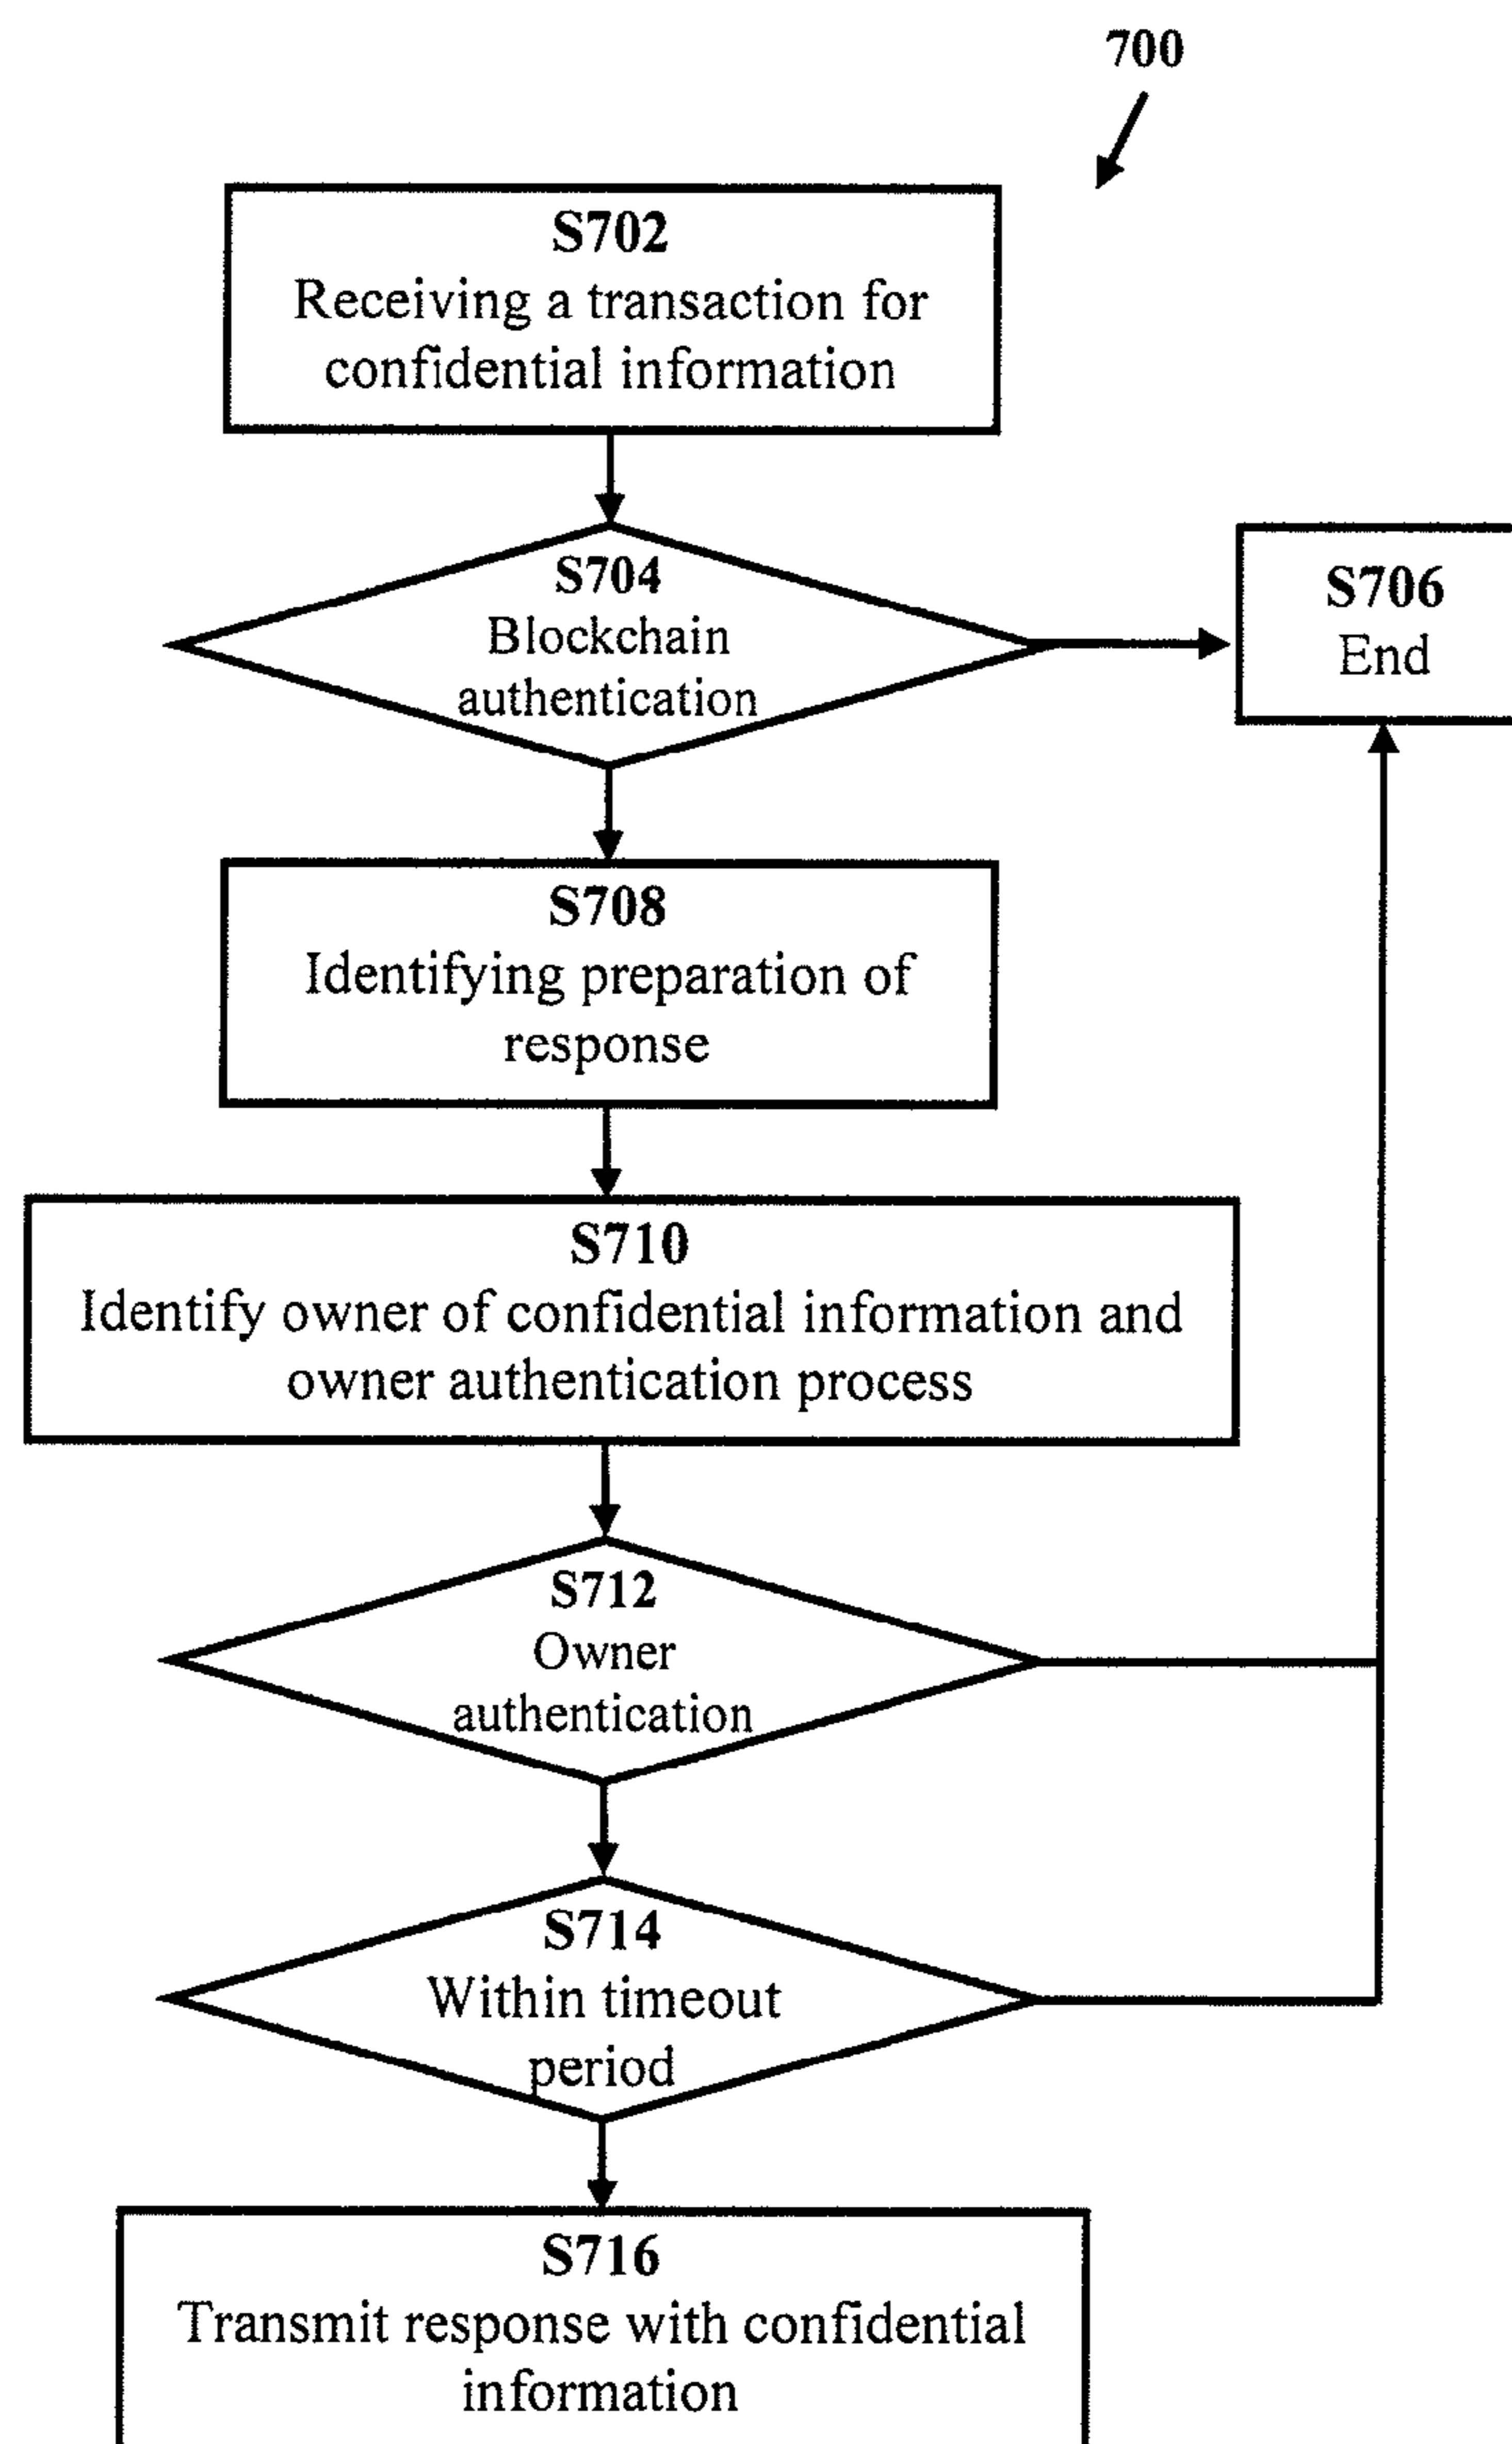 700
S702
Receiving a transaction for
confidential information
S704
Blockchain
authentication
S706
End
S708
Identifying preparation of
response
S710
Identify owner of confidential information and
owner authentication process
S712
Owner
authentication
S714
Within timeout
period
S716
Transmit response with confidential
information